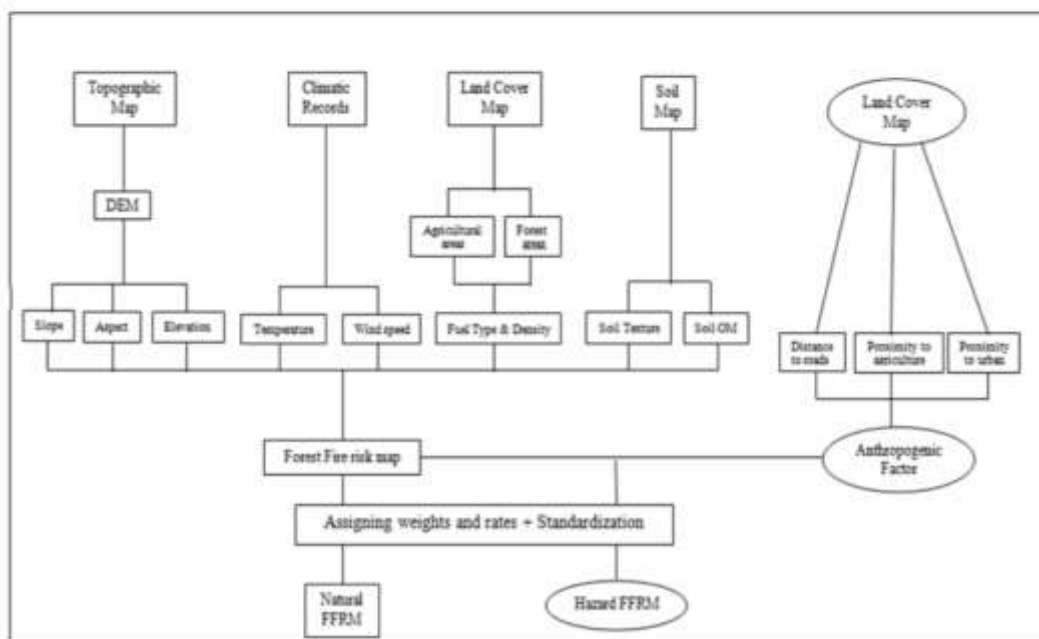 Topographic
Map
Climatic
Records
Land Cover
Map
Soil
Map
Land Cover
Map
DEM
Agricultural
areas
Forest
areas
Slope
Aspect
Elevation
Temperature
Wind speed
Fuel Type & Density
Soil Texture
Soil OM
Distance
to roads
Proximity to
agriculture
Proximity
to urban
Forest Fire risk map
Anthropogenic
Factor
Assigning weights and rates + Standardization
Natural
FFRM
Hazard FFRM